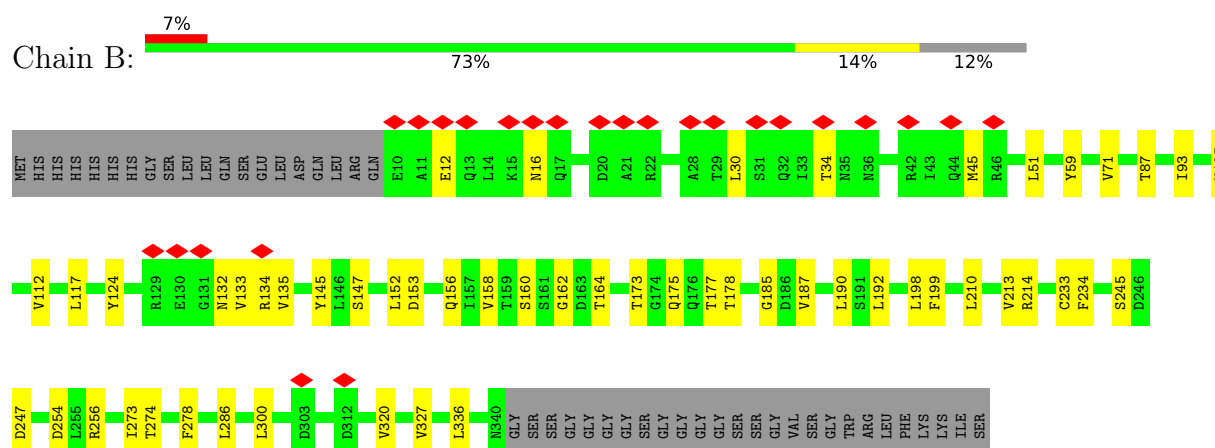 7%
Chain B:
73% 14% 12%
MET HIS HIS HIS HIS HIS HIS GLY SER LEU LEU GLN SER GLU LEU ASP GLN LEU ARG GLN E10 A11 E12 Q13 L14 K15 N16 Q17 D20 A21 R22 A28 T29 L30 S31 Q32 I33 T34 N35 N36 R42 I43 Q44 M45 R46 L51 Y59 V71 T87 I93
V112 L117 Y124 R129 E130 G131 N132 V133 R134 V135 Y145 L146 S147 L152 D153 Q156 I157 V158 T159 S160 S161 G162 D163 T164 T173 G174 Q175 Q176 T177 T178 G185 D186 V187 L190 S191 L192 L198 F199 L210 V213 R214 C233 F234 S245 D246
D247 D254 L255 R256 I273 T274 F278 L286 L300 D303 D312 V320 V327 L336 N340 GLY SER SER GLY GLY GLY GLY SER GLY GLY GLY GLY SER SER GLY VAL SER GLY TRP ARG LEU PHE LYS LYS ILE SER